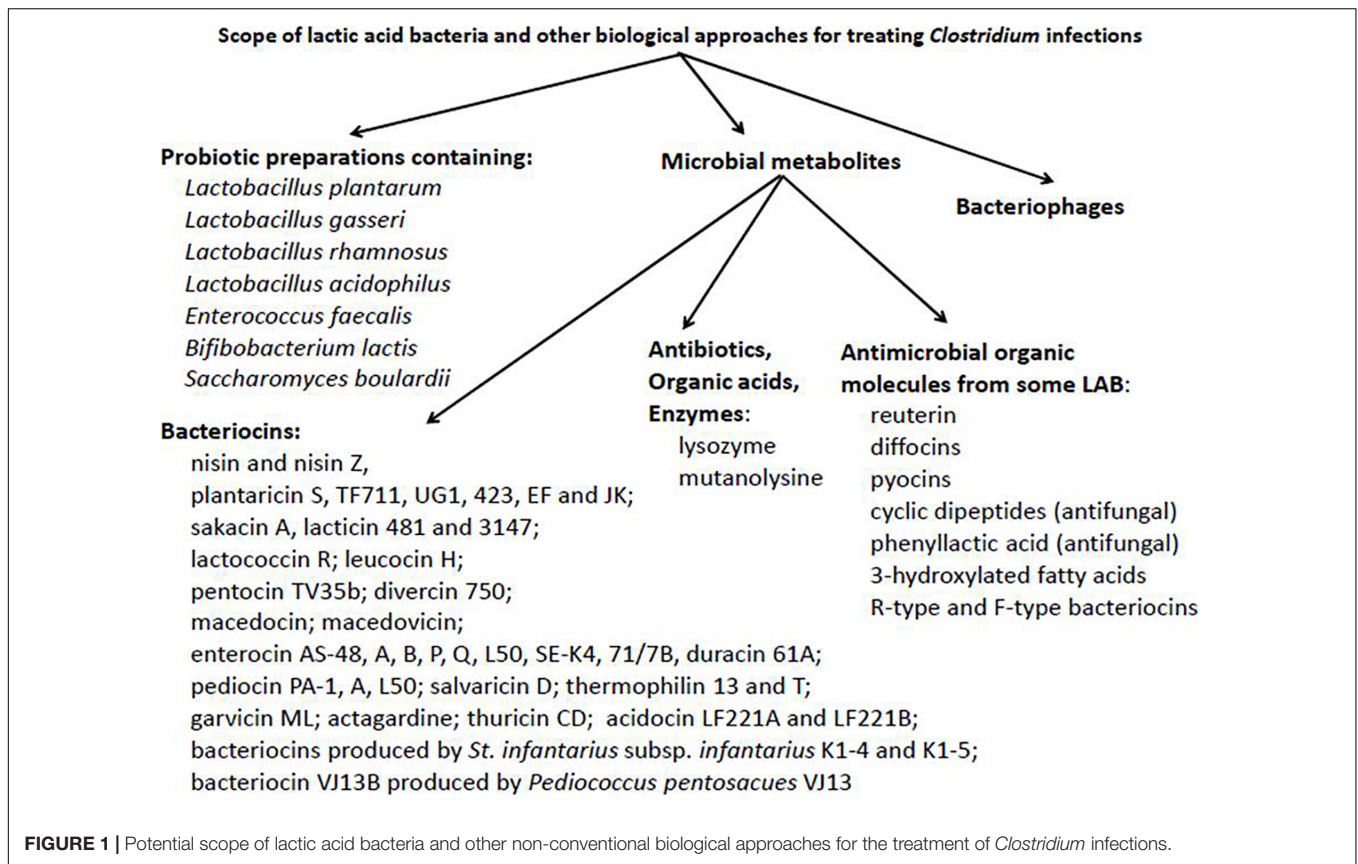 Scope of lactic acid bacteria and other biological approaches for treating Clostridium infections
Probiotic preparations containing:
Lactobacillus plantarum
Lactobacillus gasseri
Lactobacillus rhamnosus
Lactobacillus acidophilus
Enterococcus faecalis
Bifibobacterium lactis
Saccharomyces boulardii
Microbial metabolites
Bacteriophages
Bacteriocins:
nisin and nisin Z,
plantaricin S, TF711, UG1, 423, EF and JK;
sakacin A, lacticin 481 and 3147;
lactococcin R; leucocin H;
pentocin TV35b; divercin 750;
macedocin; macedovicin;
enterocin AS-48, A, B, P, Q, L50, SE-K4, 71/7B, duracin 61A;
pediocin PA-1, A, L50; salvaricin D; thermophilin 13 and T;
garvicin ML; actagardine; thuricin CD; acidocin LF221A and LF221B;
bacteriocins produced by St. infantarius subsp. infantarius K1-4 and K1-5;
bacteriocin VJ13B produced by Pediococcus pentosacues VJ13
Antibiotics,
Organic acids,
Enzymes:
lysozyme
mutanolysine
Antimicrobial organic
molecules from some LAB:
reuterin
diffocins
pyocins
cyclic dipeptides (antifungal)
phenyllactic acid (antifungal)
3-hydroxylated fatty acids
R-type and F-type bacteriocins
FIGURE 1 | Potential scope of lactic acid bacteria and other non-conventional biological approaches for the treatment of Clostridium infections.